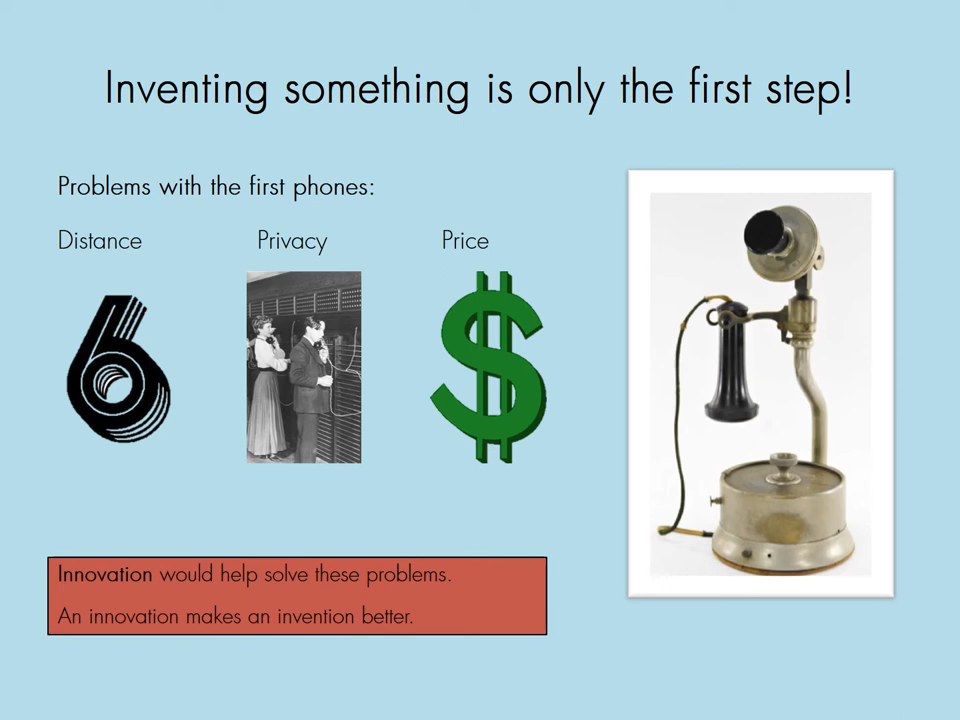 Inventing something is only the first step!
Problems with the first phones:
Distance Privacy Price
6 $
Innovation would help solve these problems.
An innovation makes an invention better.